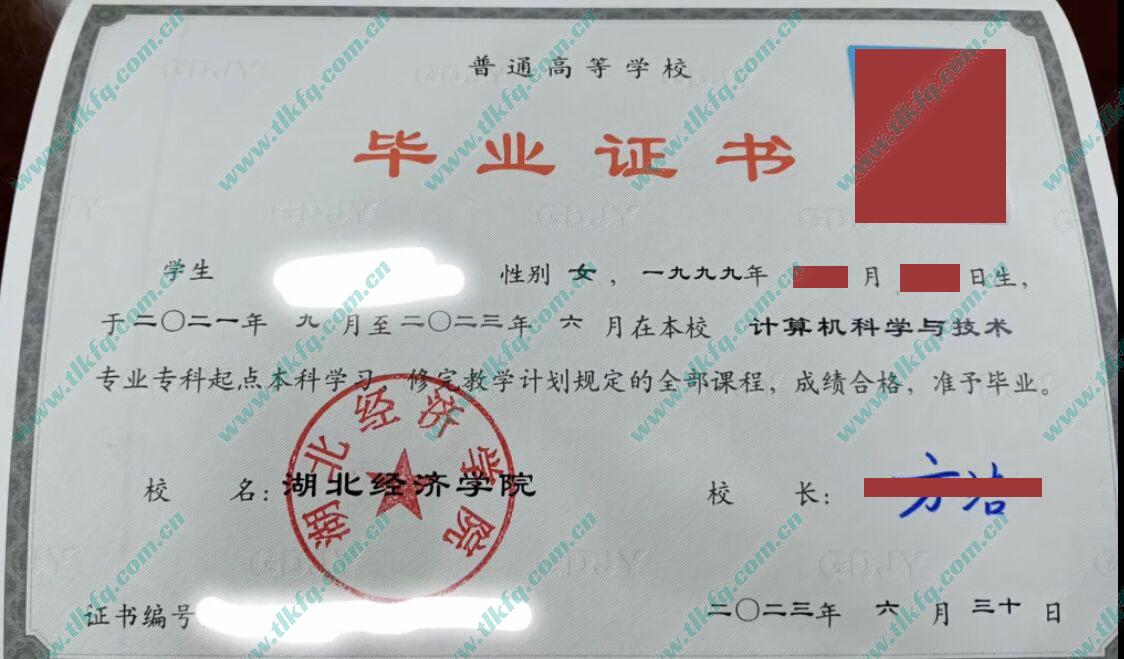 普通高等学校
毕业证书
学生 性别 女，一九九九年 月 日生，
于二〇二一年 九 月至二〇二三年 六 月在本校 计算机科学与技术
专业专科起点本科学习，修完教学计划规定的全部课程，成绩合格，准予毕业。
校 名：湖北经济学院 校 长：
湖北经济学院
证书编号 二〇二三年 六 月 三十 日
www.tlkfq.com.cn